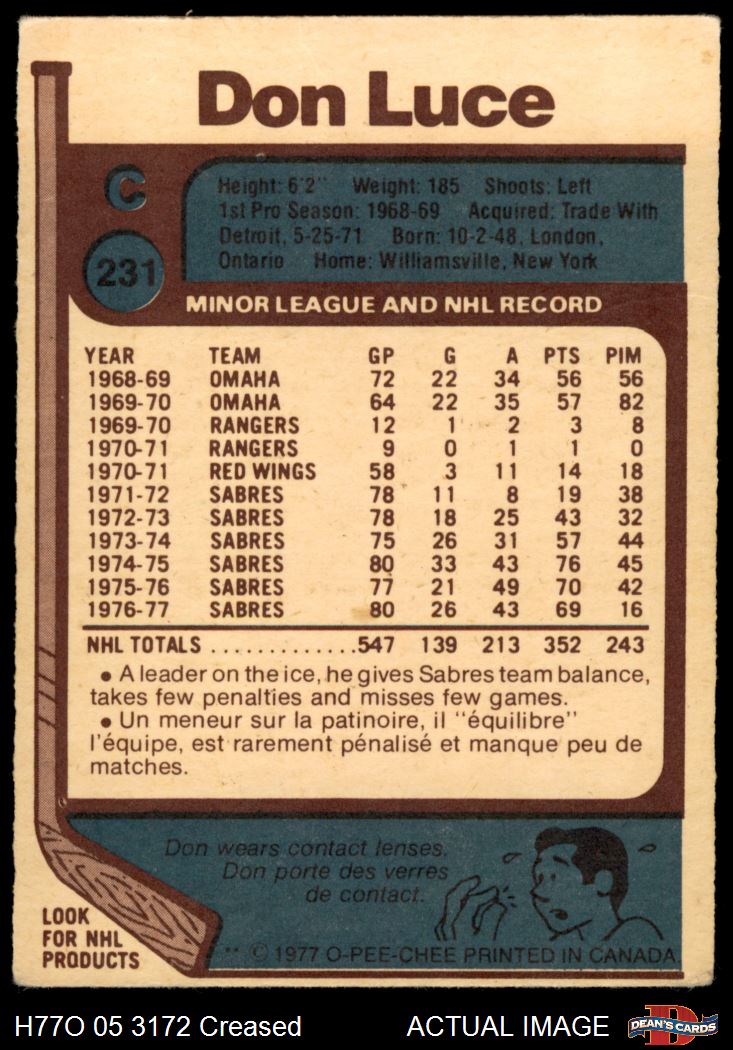 Don Luce
C
Height: 6'2" Weight: 185 Shoots: Left
1st Pro Season: 1968-69 Acquired: Trade With
Detroit, 5-25-71 Born: 10-2-48, London,
Ontario Home: Williamsville, New York
231
MINOR LEAGUE AND NHL RECORD
YEAR TEAM GP G A PTS PIM
1968-69 OMAHA 72 22 34 56 56
1969-70 OMAHA 64 22 35 57 82
1969-70 RANGERS 12 1 2 3 8
1970-71 RANGERS 9 0 1 1 0
1970-71 RED WINGS 58 3 11 14 18
1971-72 SABRES 78 11 8 19 38
1972-73 SABRES 78 18 25 43 32
1973-74 SABRES 75 26 31 57 44
1974-75 SABRES 80 33 43 76 45
1975-76 SABRES 77 21 49 70 42
1976-77 SABRES 80 26 43 69 16
NHL TOTALS .............547 139 213 352 243
• A leader on the ice, he gives Sabres team balance,
takes few penalties and misses few games.
• Un meneur sur la patinoire, il "équilibre"
l'équipe, est rarement pénalisé et manque peu de
matches.
Don wears contact lenses.
Don porte des verres
de contact.
LOOK
FOR NHL
PRODUCTS
** © 1977 O-PEE-CHEE PRINTED IN CANADA.
H77O 05 3172 Creased ACTUAL IMAGE
DEAN'S CARDS